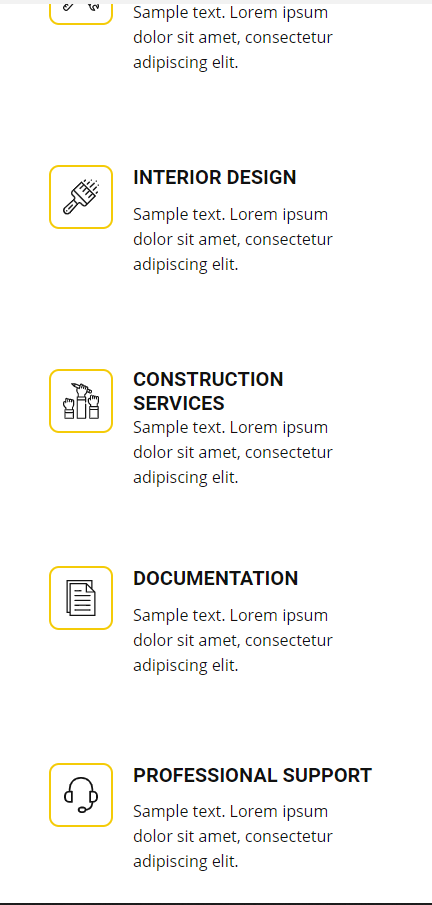 Sample text. Lorem ipsum
dolor sit amet, consectetur
adipiscing elit.
INTERIOR DESIGN
Sample text. Lorem ipsum
dolor sit amet, consectetur
adipiscing elit.
CONSTRUCTION
SERVICES
Sample text. Lorem ipsum
dolor sit amet, consectetur
adipiscing elit.
DOCUMENTATION
Sample text. Lorem ipsum
dolor sit amet, consectetur
adipiscing elit.
PROFESSIONAL SUPPORT
Sample text. Lorem ipsum
dolor sit amet, consectetur
adipiscing elit.